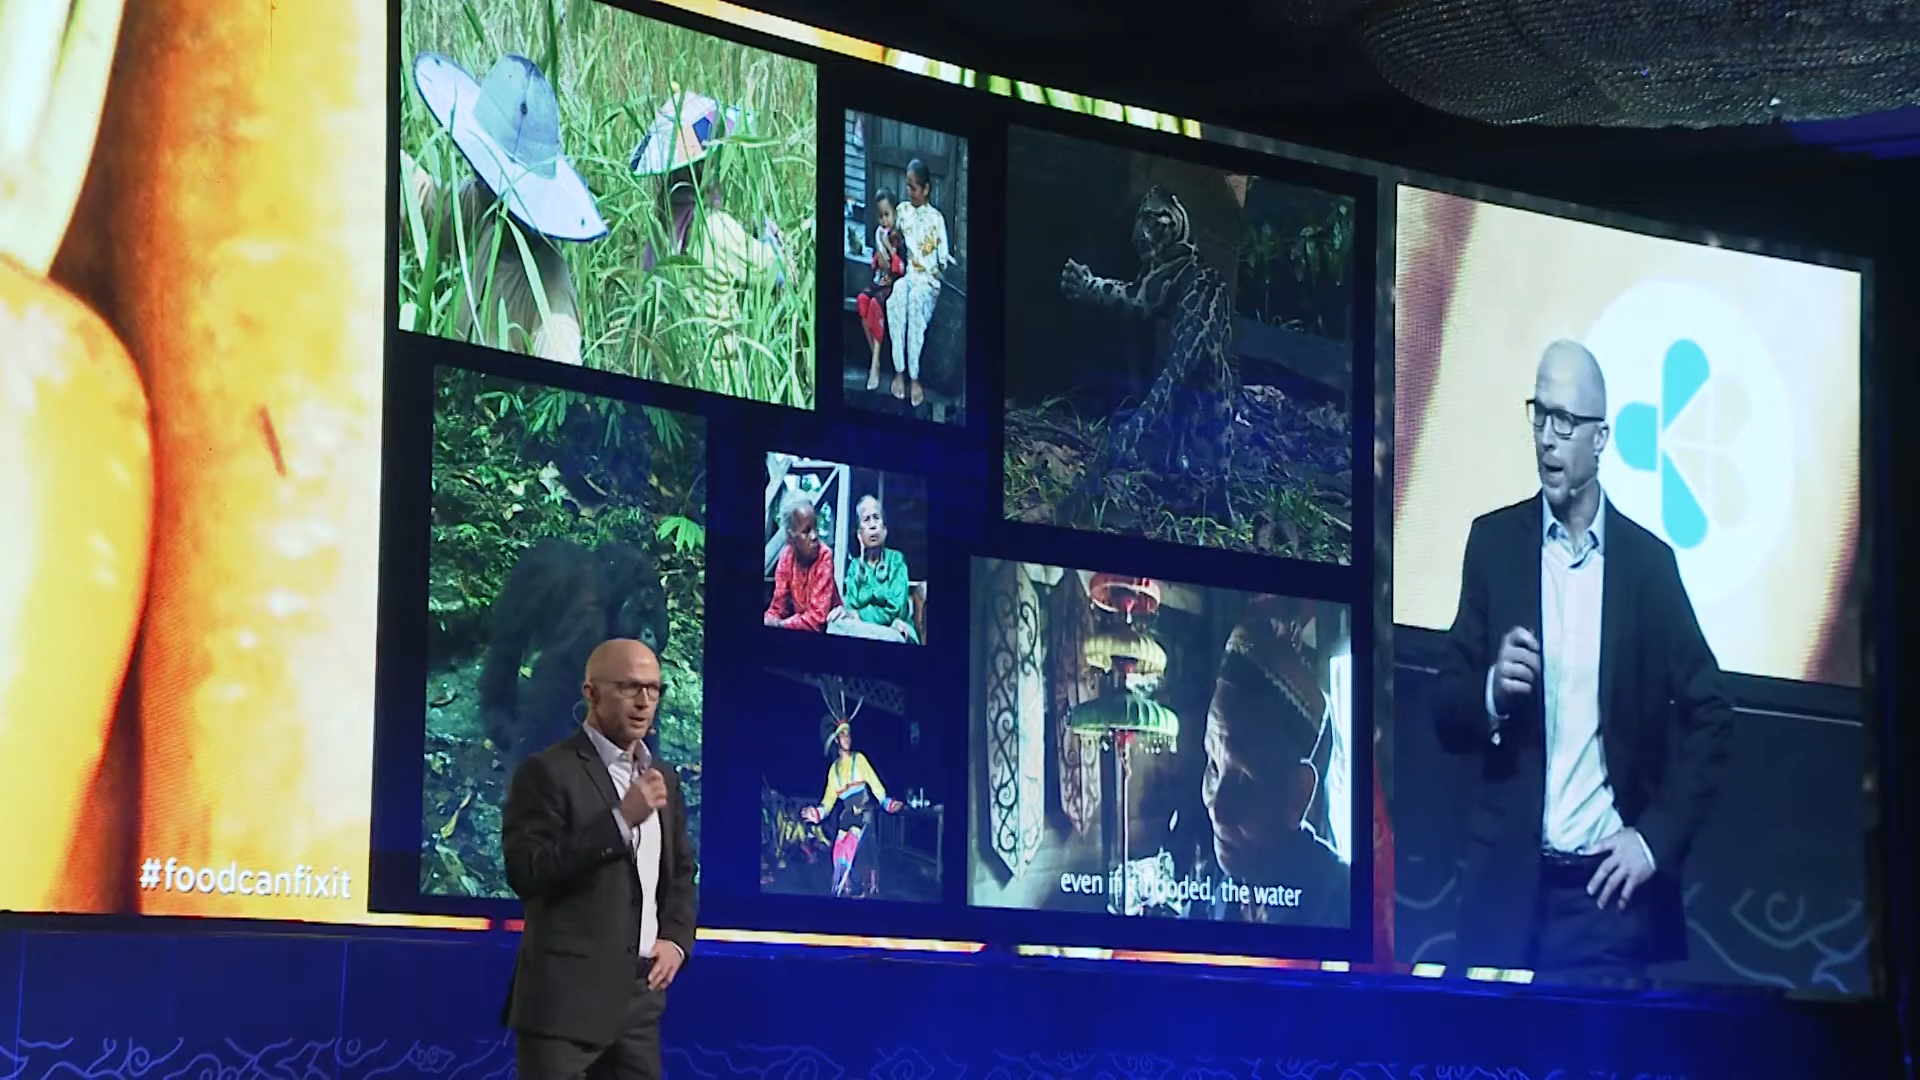 #foodcanfixit
even if flooded, the water